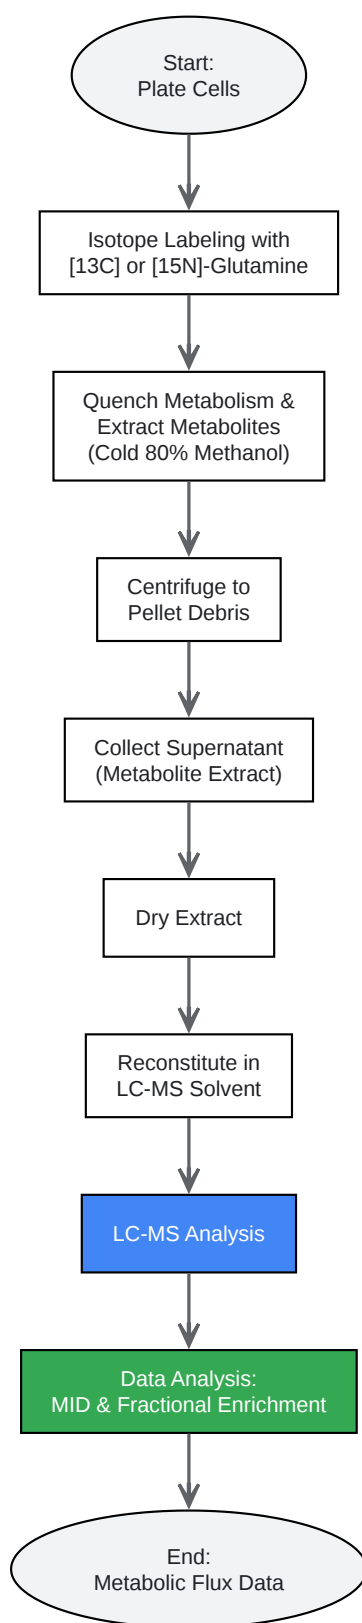 Start:
Plate Cells
Isotope Labeling with
[13C] or [15N]-Glutamine
Quench Metabolism &
Extract Metabolites
(Cold 80% Methanol)
Centrifuge to
Pellet Debris
Collect Supernatant
(Metabolite Extract)
Dry Extract
Reconstitute in
LC-MS Solvent
LC-MS Analysis
Data Analysis:
MID & Fractional Enrichment
End:
Metabolic Flux Data